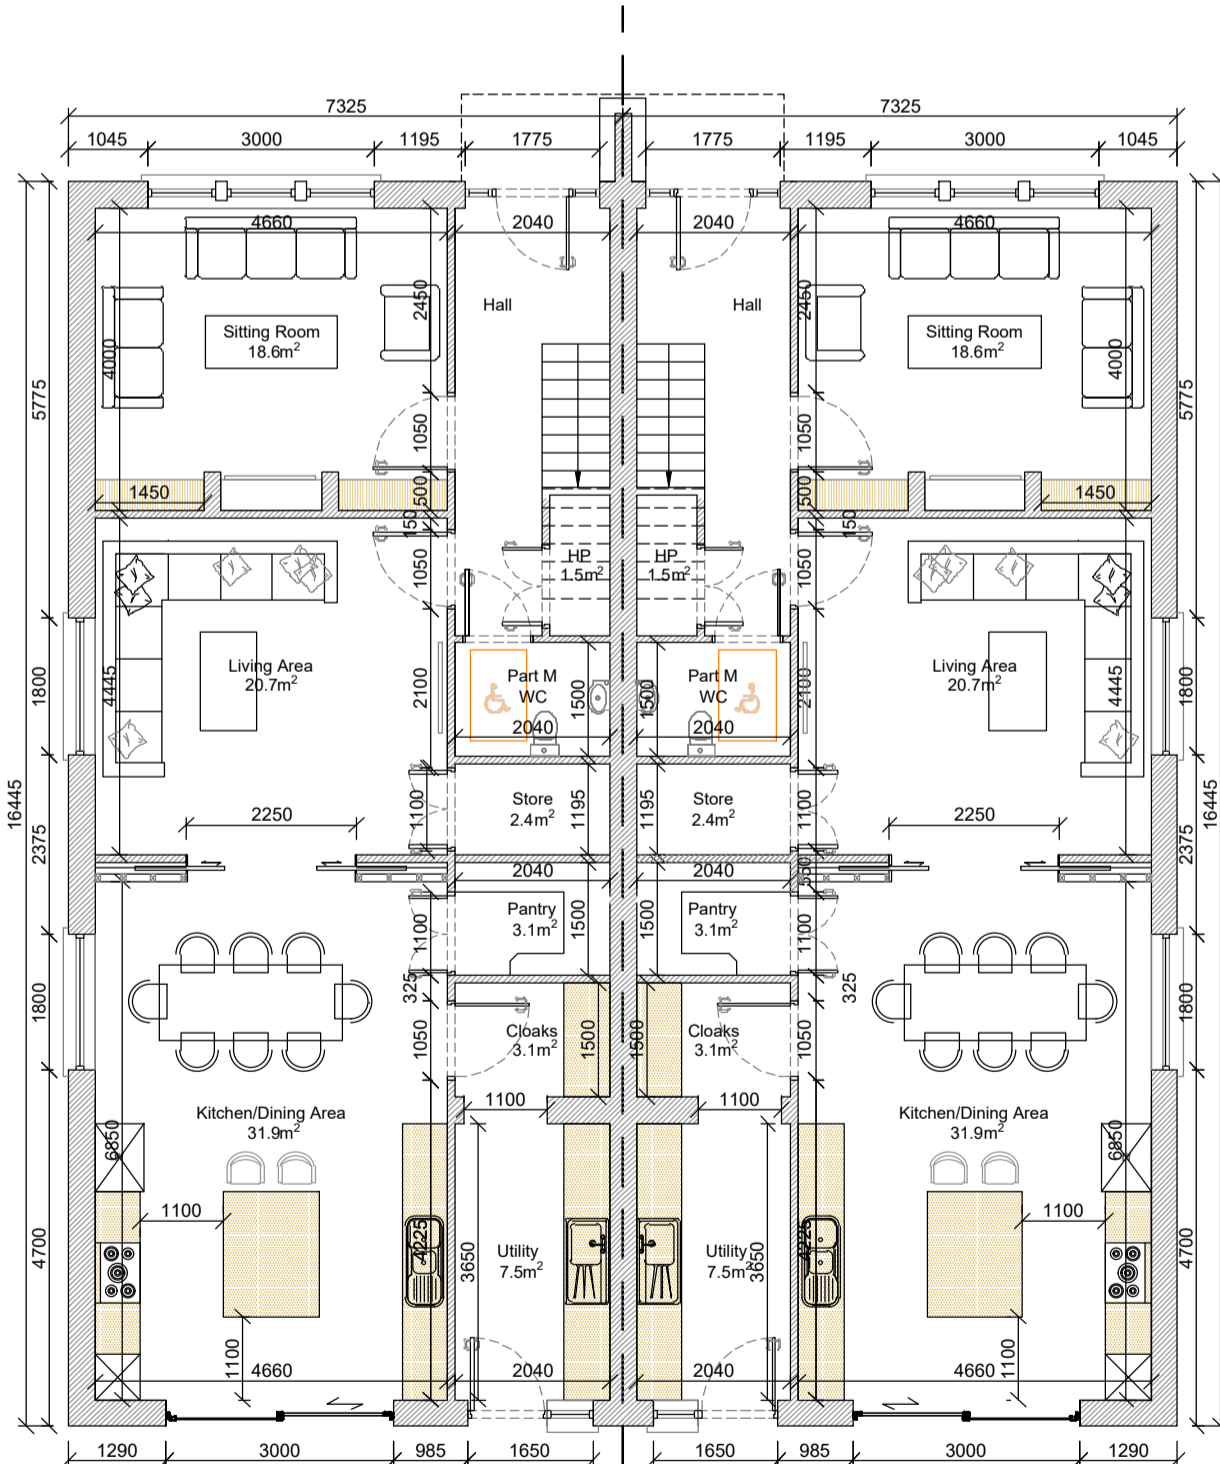 7325
7325
1045
3000
1195
1775
1775
1195
3000
1045
4660
2040
2040
4660
2450
Hall
Hall
2450
Sitting Room
18.6m²
Sitting Room
18.6m²
4000
4000
5775
5775
1050
1050
1450
500
500
1450
150
150
HP
1.5m²
HP
1.5m²
1050
1050
Living Area
20.7m²
Part M
WC
Part M
WC
Living Area
20.7m²
1800
4445
2100
1500
1500
2100
4445
1800
2040
2040
16445
16445
2250
1100
Store
2.4m²
1195
1195
Store
2.4m²
1100
2250
2375
2375
2040
2040
550
1100
Pantry
3.1m²
1500
1500
Pantry
3.1m²
1100
325
325
1800
1800
1050
Cloaks
3.1m²
1500
1500
Cloaks
3.1m²
1050
Kitchen/Dining Area
31.9m²
1100
1100
Kitchen/Dining Area
31.9m²
6850
6850
1100
1100
4700
4225
3650
Utility
7.5m²
Utility
7.5m²
3650
4225
4700
1100
1100
4660
2040
2040
4660
1290
3000
985
1650
1650
985
3000
1290